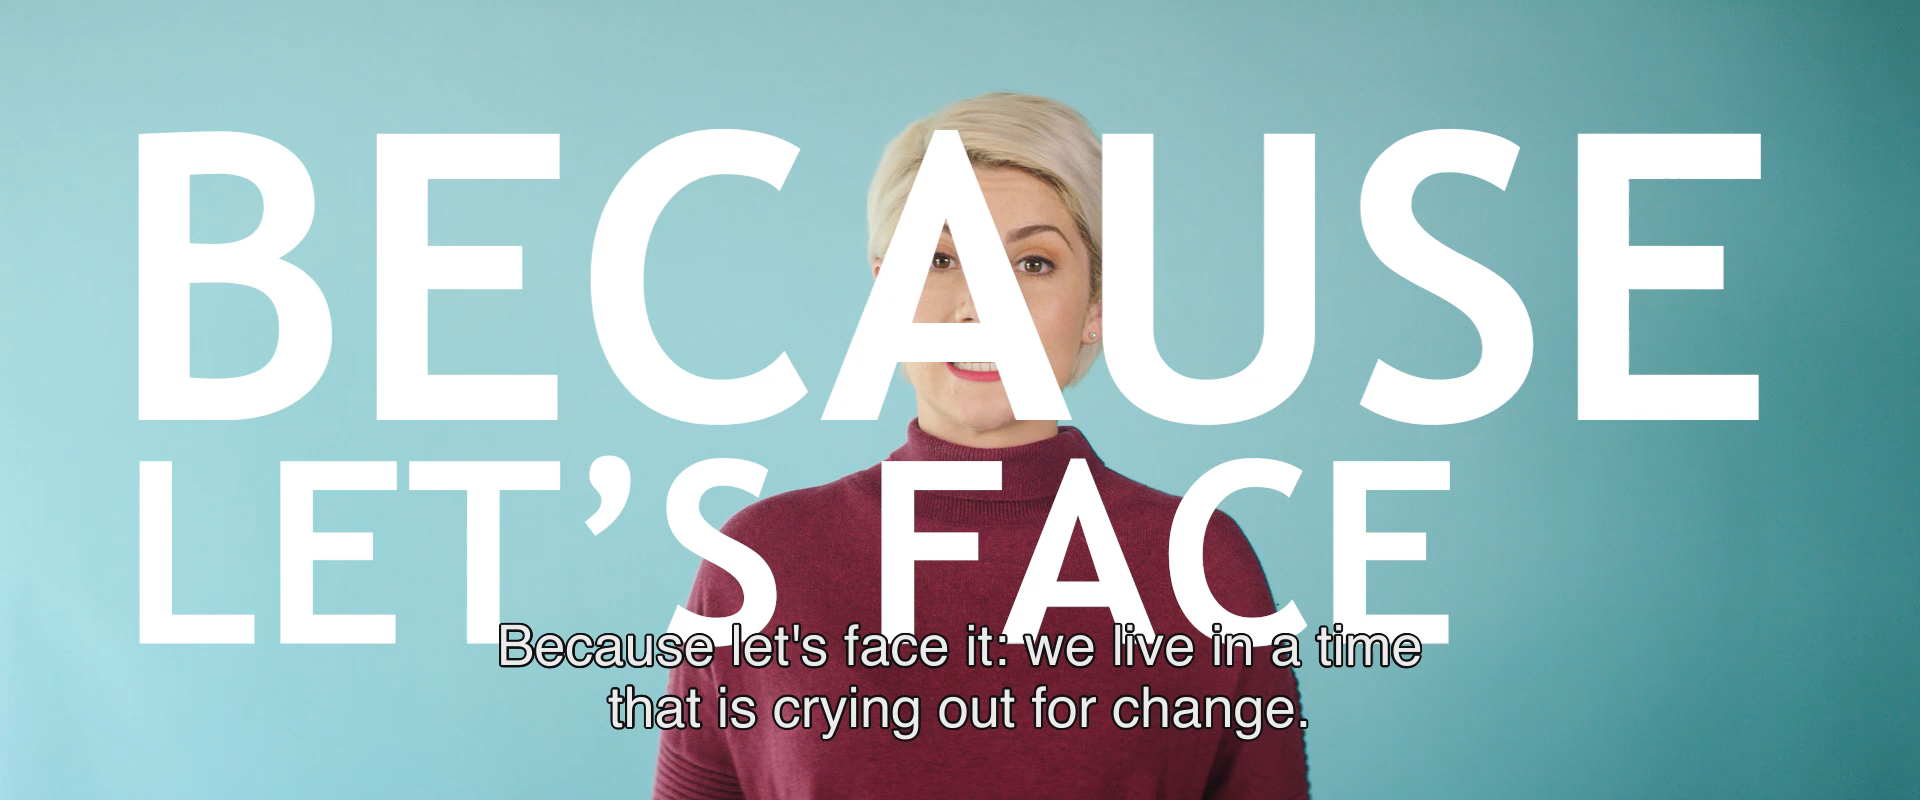 BECAUSE
LET’S FACE
Because let's face it: we live in a time
that is crying out for change.